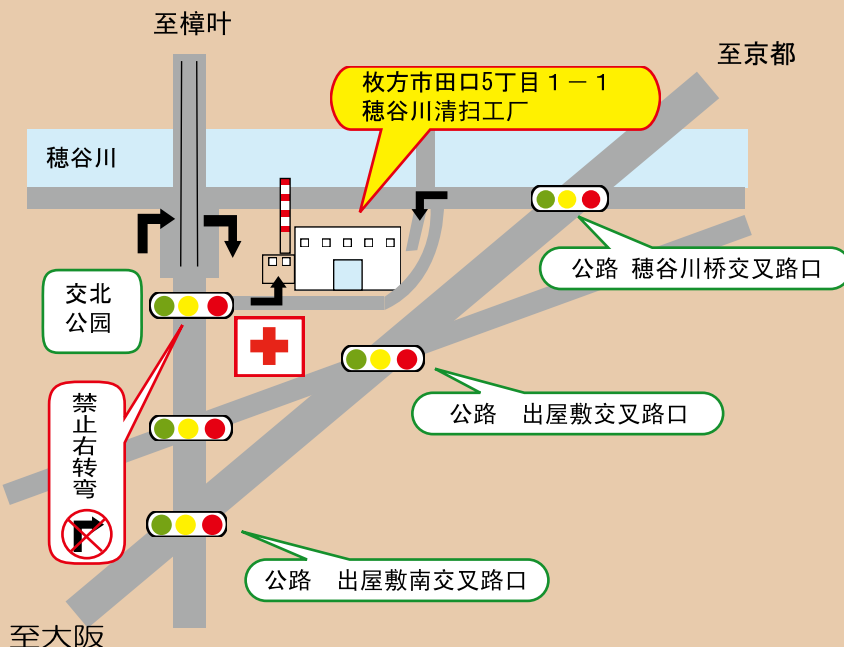 至樟叶
至京都
枚方市田口5丁目1－1
穂谷川清扫工厂
穂谷川
公路 穂谷川桥交叉路口
交北
公园
公路 出屋敷交叉路口
禁止右转弯
公路 出屋敷南交叉路口
至大阪